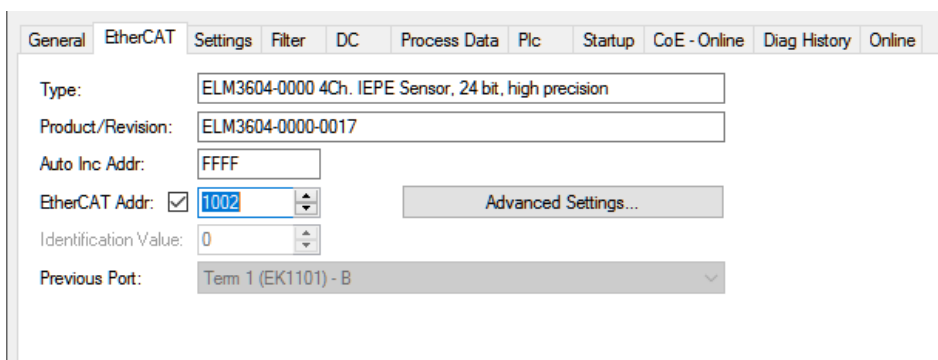 General EtherCAT Settings Filter DC Process Data Plc Startup CoE - Online Diag History Online
Type: ELM3604-0000 4Ch. IEPE Sensor, 24 bit, high precision
Product/Revision: ELM3604-0000-0017
Auto Inc Addr: FFFF
EtherCAT Addr: 1002 Advanced Settings...
Identification Value: 0
Previous Port: Term 1 (EK1101) - B